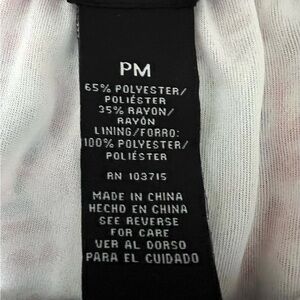 PM
65% POLYESTER/
POLIÉSTER
35% RAYON/
RAYÓN
LINING/FORRO:
100% POLYESTER/
POLIÉSTER
RN 103715
MADE IN CHINA
HECHO EN CHINA
SEE REVERSE
FOR CARE
VER AL DORSO
PARA EL CUIDADO